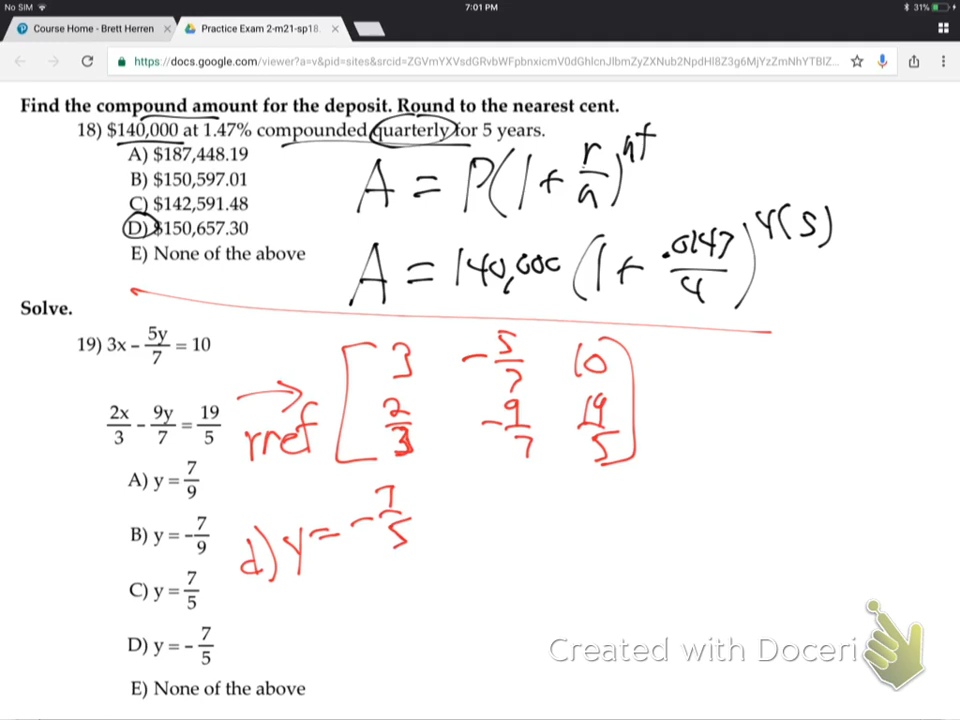 No SIM 7:01 PM 31%
Course Home - Brett Herren × Practice Exam 2-m21-sp18 ×
https://docs.google.com/viewer?a=v&pid=sites&srcid=
Find the compound amount for the deposit. Round to the nearest cent.
18) $140,000 at 1.47% compounded quarterly for 5 years.
A) $187,448.19
B) $150,597.01
C) $142,591.48
D) $150,657.30
E) None of the above
A = P(1 + r/n)^nt
A = 140,000 (1 + .0147/4)^4(5)
Solve.
19) 3x - 5y/7 = 10
2x/3 - 9y/7 = 19/5
rref [ 3 -5/7 10
2/3 -9/7 19/5 ]
A) y = 7/9
B) y = -7/9
C) y = 7/5
D) y = -7/5
d) y = -7/5
E) None of the above
Created with Doceri